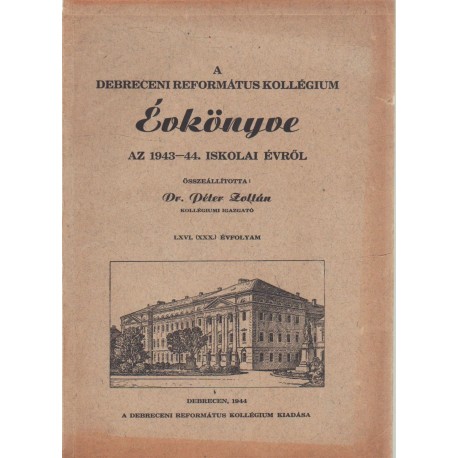 A
DEBRECENI REFORMÁTUS KOLLÉGIUM
Évkönyve
AZ 1943–44. ISKOLAI ÉVRŐL
ÖSSZEÁLLÍTOTTA:
Dr. Péter Zoltán
KOLLÉGIUMI IGAZGATÓ
LXVI. (XXX.) ÉVFOLYAM
DEBRECEN, 1944
A DEBRECENI REFORMÁTUS KOLLÉGIUM KIADÁSA